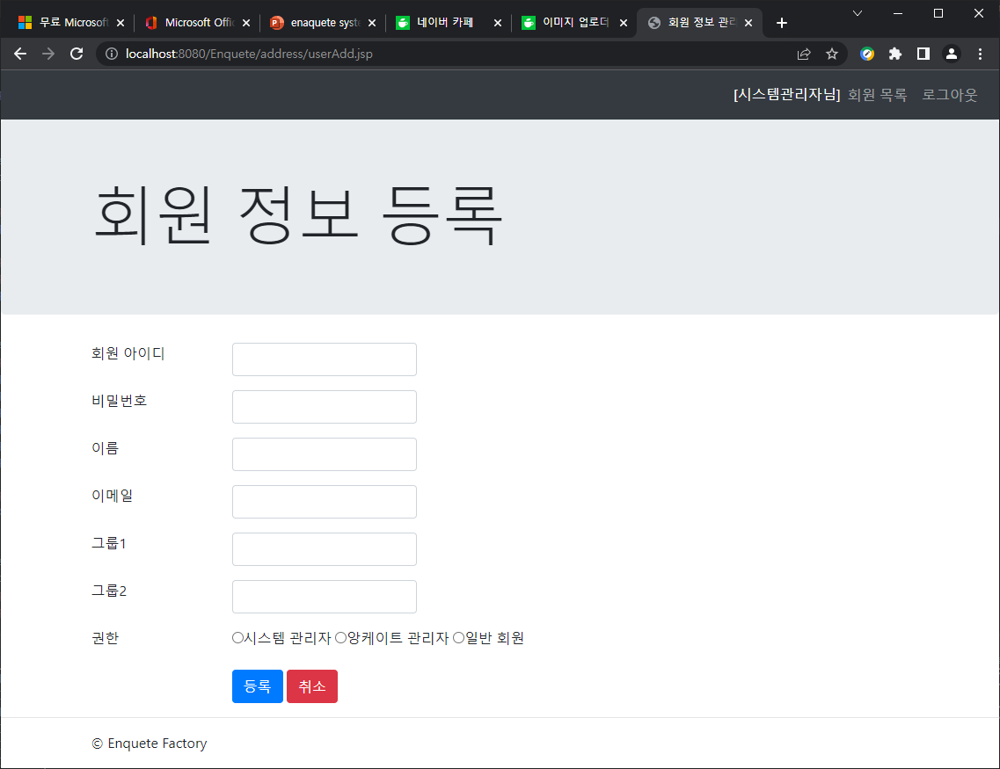 무료 Microsoft
Microsoft Offic
enaquete syste
네이버 카페
이미지 업로더
회원 정보 관리
localhost:8080/Enquete/address/userAdd.jsp
[시스템관리자님] 회원 목록 로그아웃
회원 정보 등록
회원 아이디
비밀번호
이름
이메일
그룹1
그룹2
권한 시스템 관리자 앙케이트 관리자 일반 회원
등록 취소
© Enquete Factory